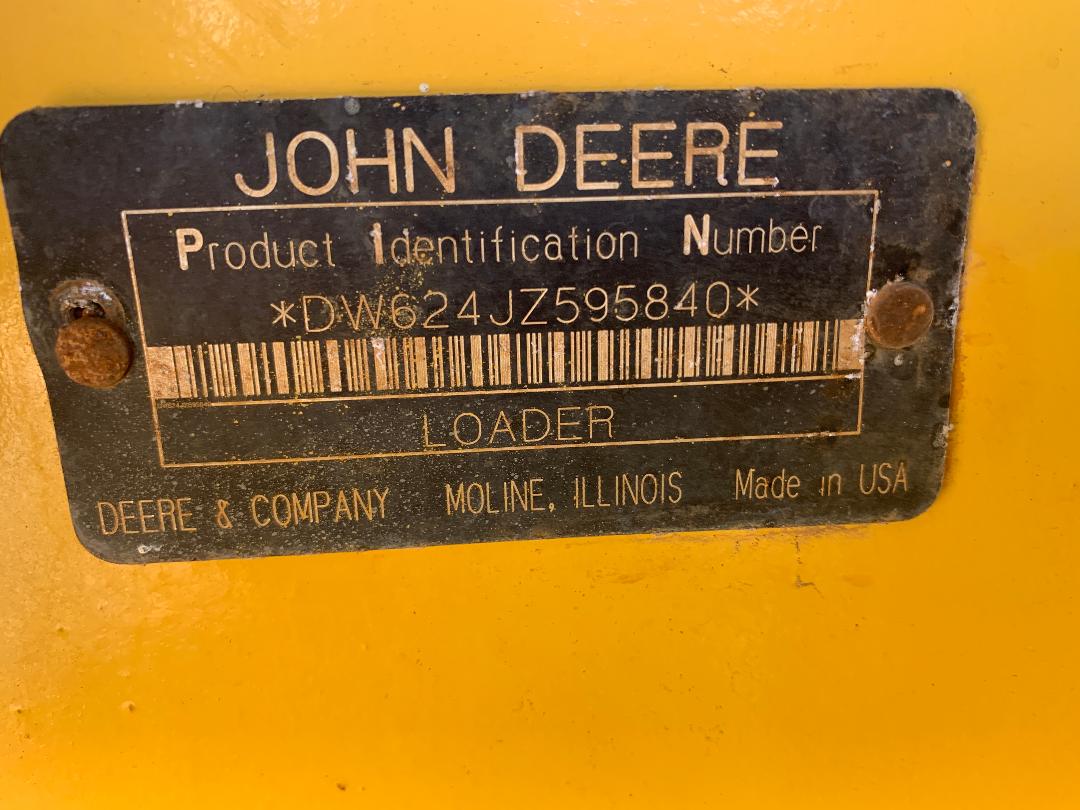 JOHN DEERE
Product Identification Number
*DW624JZ595840*
LOADER
DEERE & COMPANY MOLINE, ILLINOIS Made in USA